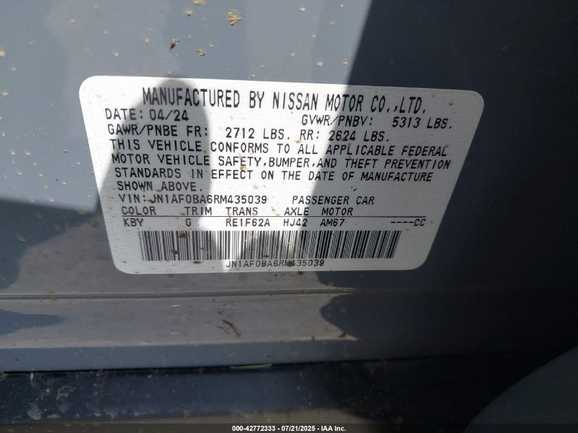 MANUFACTURED BY NISSAN MOTOR CO.,LTD.
DATE: 04/24 GVWR/PNBV: 5313 LBS.
GAWR/PNBE FR: 2712 LBS. RR: 2624 LBS.
THIS VEHICLE CONFORMS TO ALL APPLICABLE FEDERAL
MOTOR VEHICLE SAFETY, BUMPER, AND THEFT PREVENTION
STANDARDS IN EFFECT ON THE DATE OF MANUFACTURE
SHOWN ABOVE.
VIN: JN1AF0BA6RM435039 PASSENGER CAR
COLOR TRIM TRANS AXLE MOTOR
KBY G RE1F62A HJ42 AM67 ----CC
JN1AF0BA6RM435039
000-42772333 - 07/21/2025 - IAAI.CA